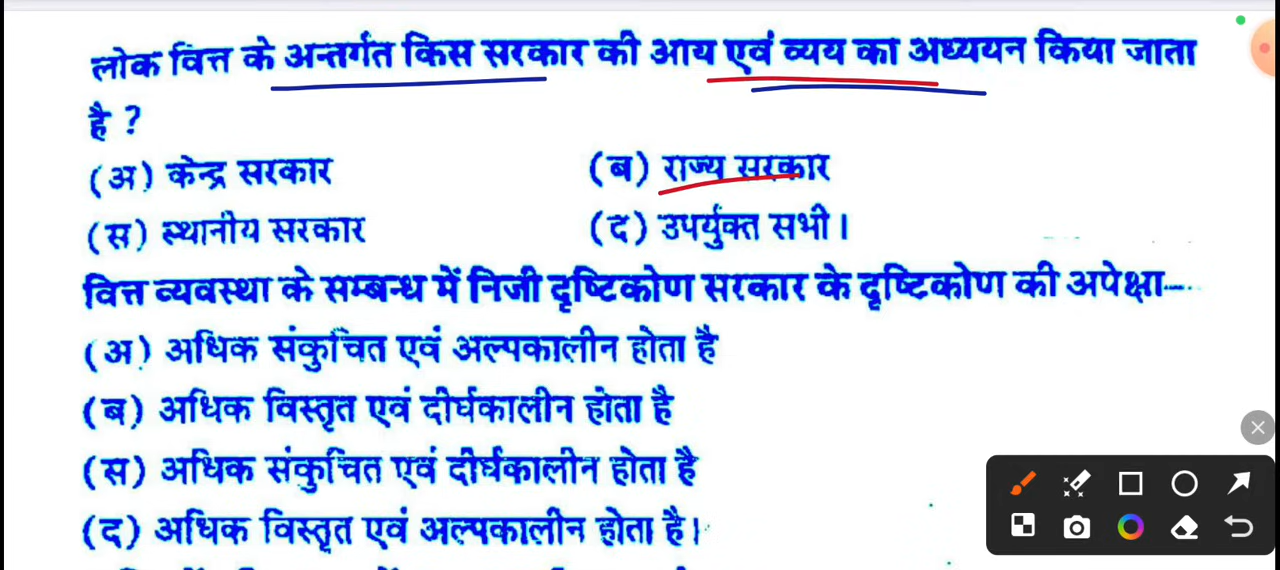 लोक वित्त के अन्तर्गत किस सरकार की आय एवं व्यय का अध्ययन किया जाता
है ?
(अ) केन्द्र सरकार (ब) राज्य सरकार
(स) स्थानीय सरकार (द) उपर्युक्त सभी।
वित्त व्यवस्था के सम्बन्ध में निजी दृष्टिकोण सरकार के दृष्टिकोण की अपेक्षा—
(अ) अधिक संकुचित एवं अल्पकालीन होता है
(ब) अधिक विस्तृत एवं दीर्घकालीन होता है
(स) अधिक संकुचित एवं दीर्घकालीन होता है
(द) अधिक विस्तृत एवं अल्पकालीन होता है।